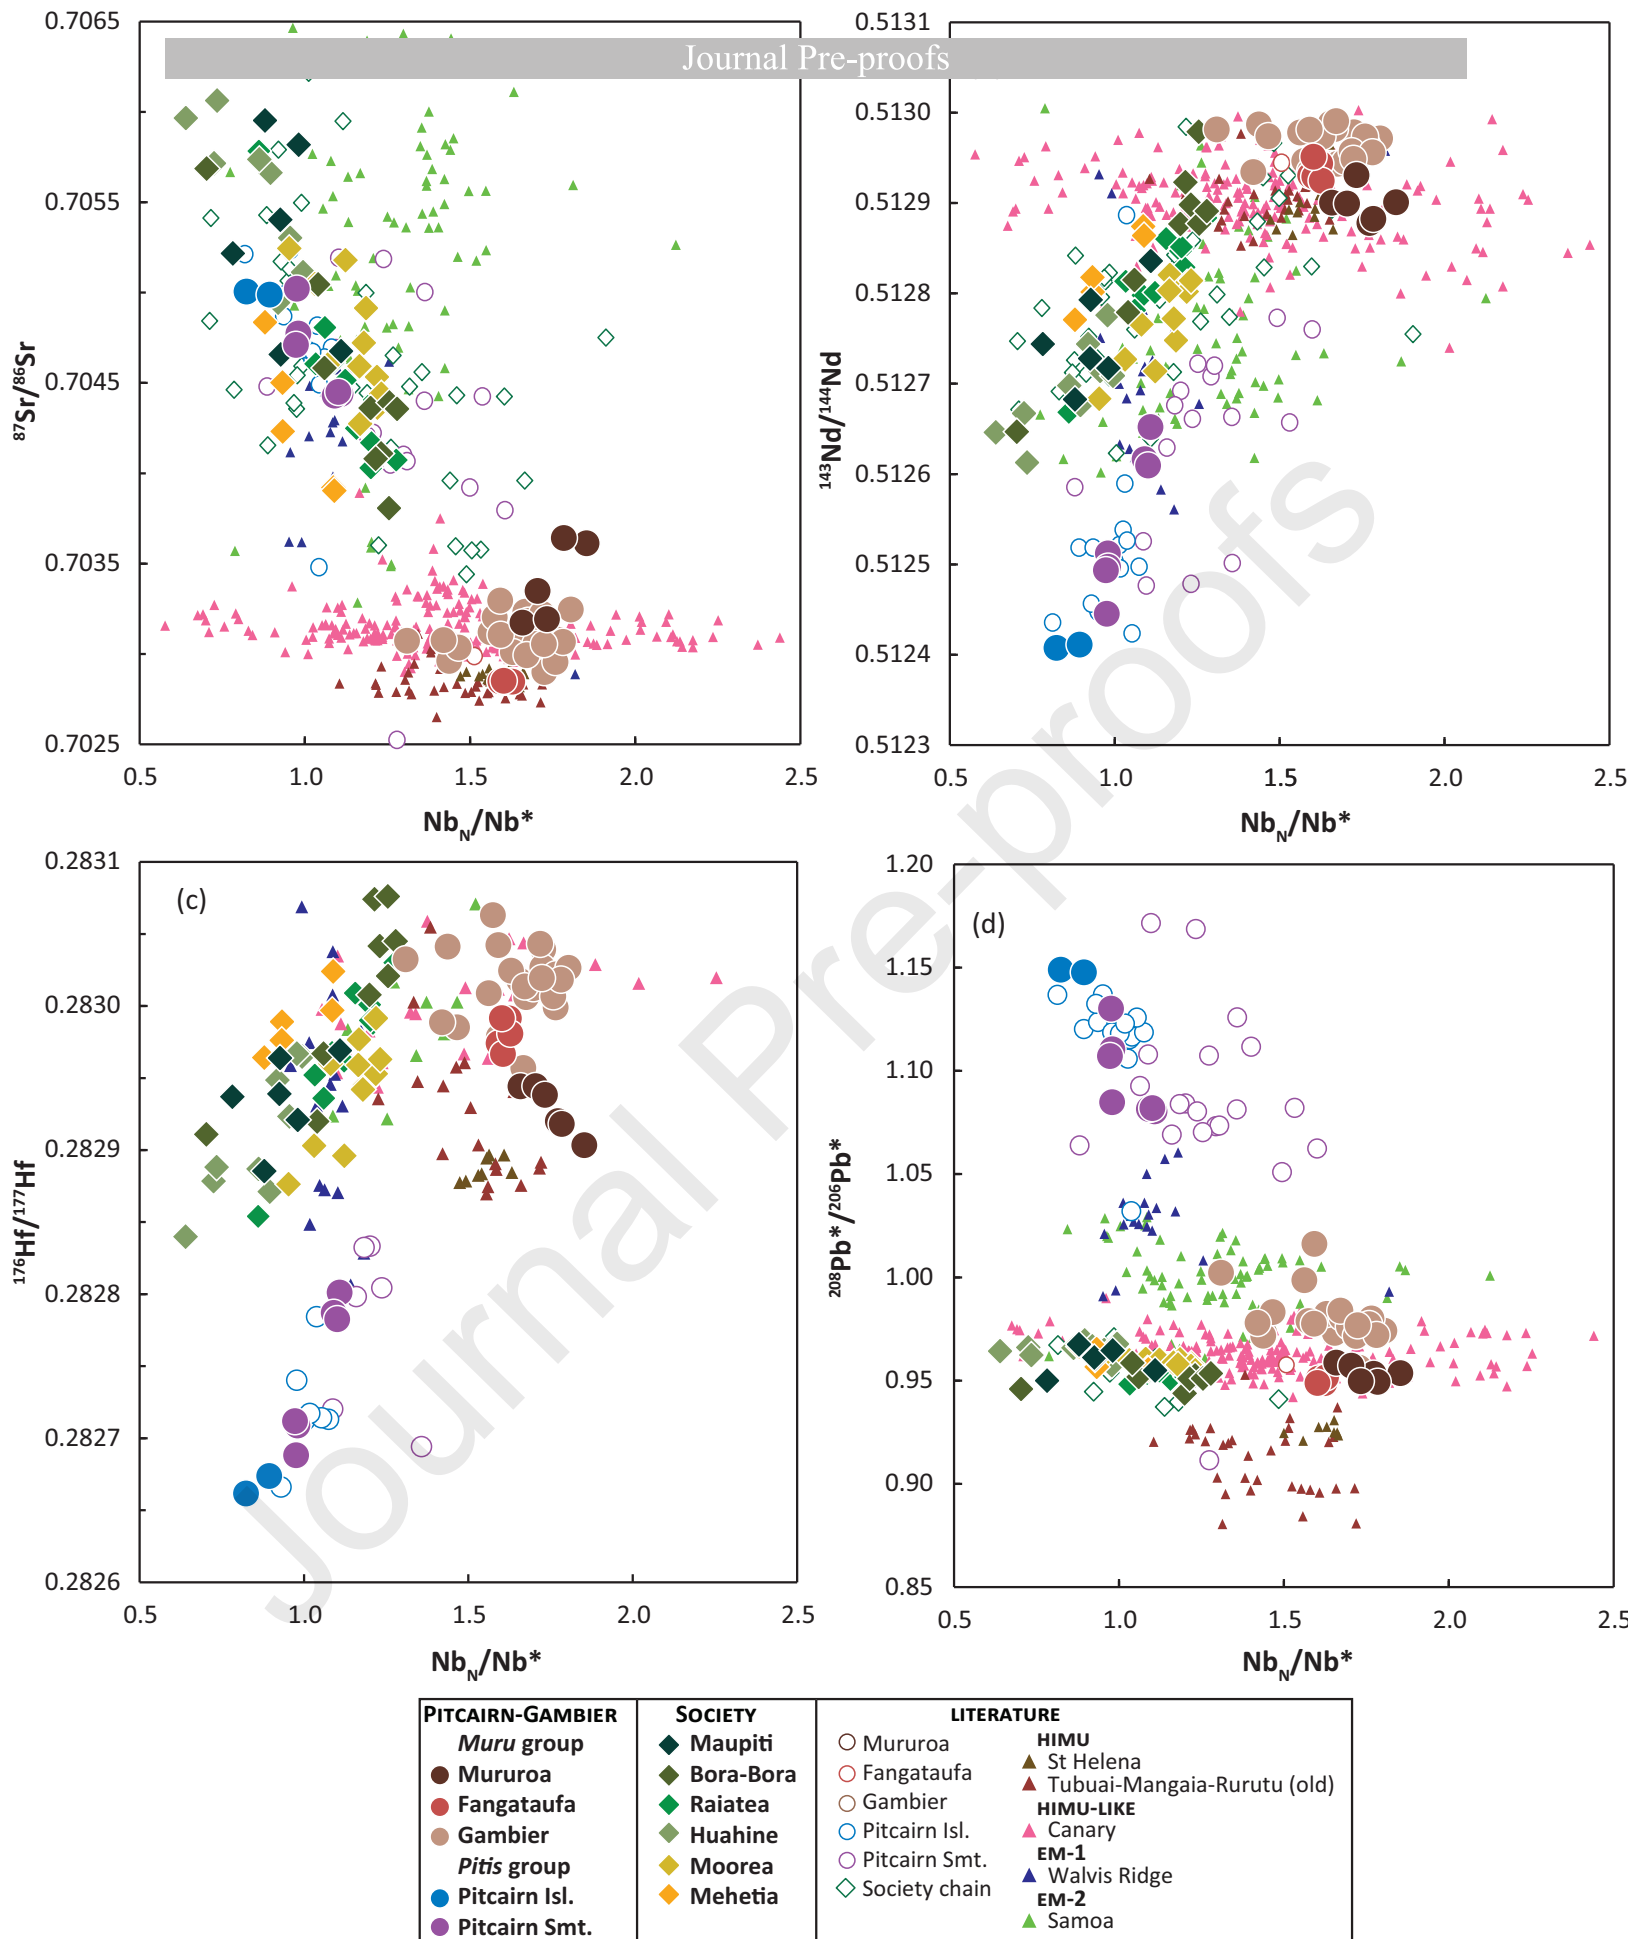 Journal Pre-proofs
0.7065
0.7055
0.7045
0.7035
0.7025
87Sr/86Sr
0.5
1.0
1.5
2.0
2.5
NbN/Nb*
0.5131
0.5130
0.5129
0.5128
0.5127
0.5126
0.5125
0.5124
0.5123
143Nd/144Nd
0.5
1.0
1.5
2.0
2.5
NbN/Nb*
0.2831
0.2830
0.2829
0.2828
0.2827
0.2826
176Hf/177Hf
(c)
0.5
1.0
1.5
2.0
2.5
NbN/Nb*
1.20
1.15
1.10
1.05
1.00
0.95
0.90
0.85
208Pb*/206Pb*
(d)
0.5
1.0
1.5
2.0
2.5
NbN/Nb*
Journal Pre-proofs
PITCAIRN-GAMBIER
Muru group
Mururoa
Fangataufa
Gambier
Pitis group
Pitcairn Isl.
Pitcairn Smt.
SOCIETY
Maupiti
Bora-Bora
Raiatea
Huahine
Moorea
Mehetia
LITERATURE
Mururoa
Fangataufa
Gambier
Pitcairn Isl.
Pitcairn Smt.
Society chain
HIMU
St Helena
Tubuai-Mangaia-Rurutu (old)
HIMU-LIKE
Canary
EM-1
Walvis Ridge
EM-2
Samoa